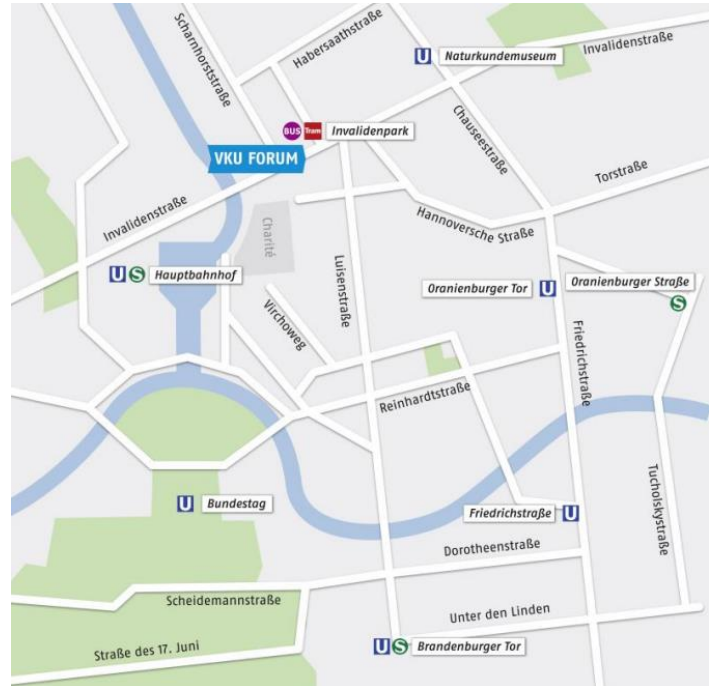 Scharnhorststraße
Habersaathstraße
U Naturkundemuseum
Invalidenstraße
Chauseestraße
BUS Tram Invalidenpark
VKU FORUM
Torstraße
Invalidenstraße
Charité
Hannoversche Straße
Luisenstraße
U S Hauptbahnhof
Oranienburger Tor U
Oranienburger Straße
S
Virchoweg
Friedrichstraße
Reinhardtstraße
Tucholskystraße
U Bundestag
Friedrichstraße U
Dorotheenstraße
Scheidemannstraße
Unter den Linden
Straße des 17. Juni
U S Brandenburger Tor